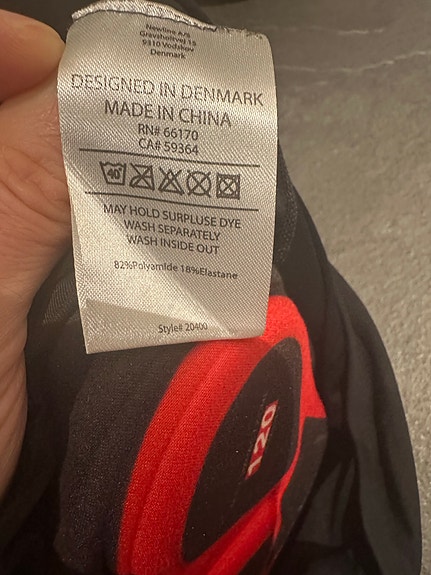 Newline A/S
Gravsholtvej 15
9310 Vodskov
Denmark
DESIGNED IN DENMARK
MADE IN CHINA
RN# 66170
CA# 59364
40°
MAY HOLD SURPLUSE DYE
WASH SEPARATELY
WASH INSIDE OUT
82%Polyamide 18%Elastane
Style# 20400
120